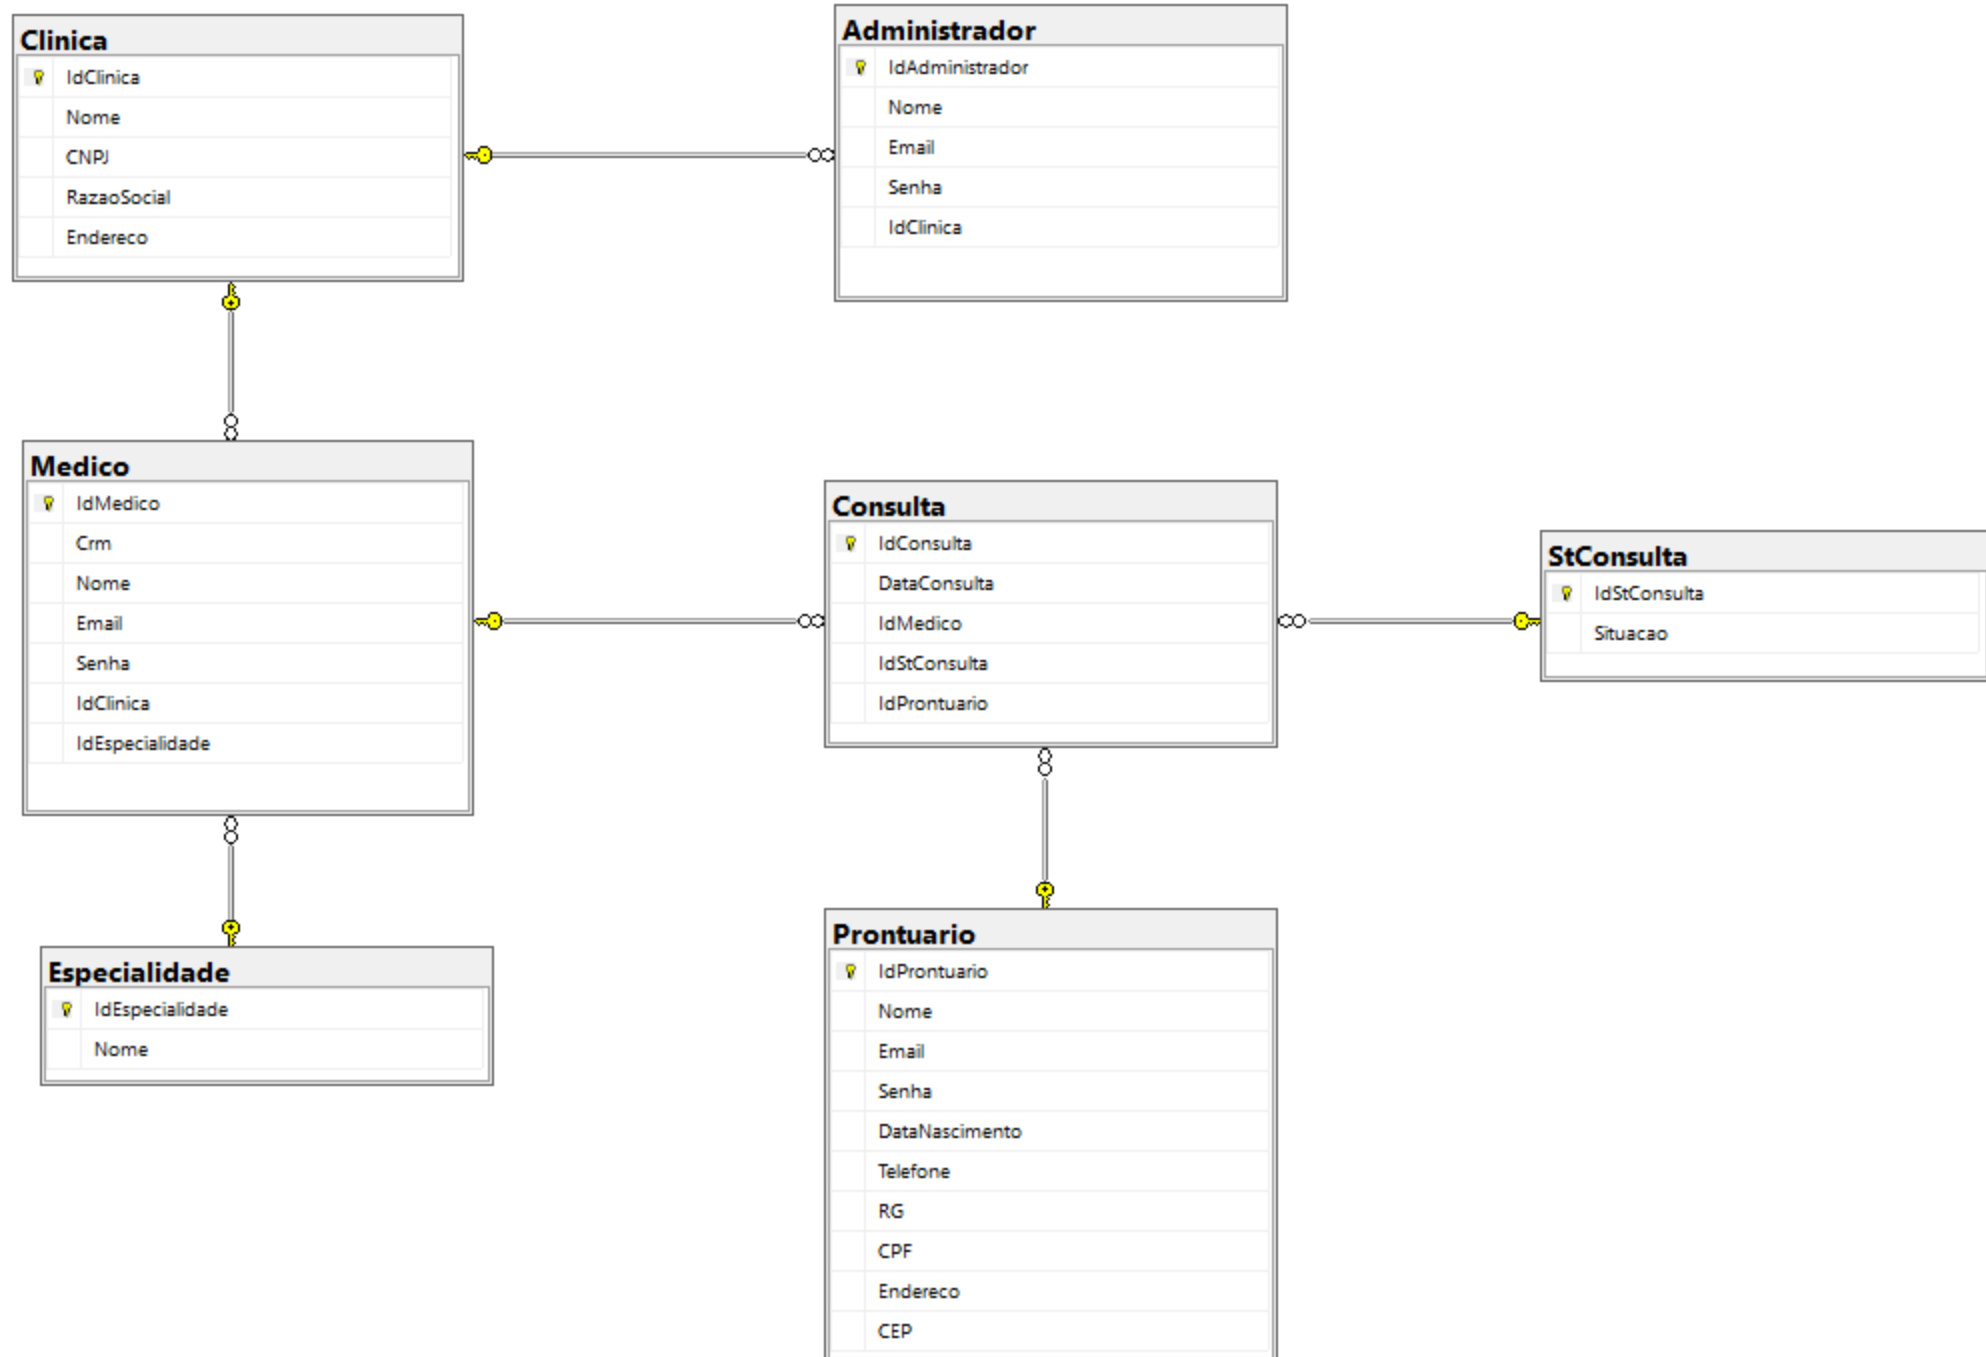 Clinica
IdClinica
Nome
CNPJ
RazaoSocial
Endereco
Administrador
IdAdministrador
Nome
Email
Senha
IdClinica
Medico
IdMedico
Crm
Nome
Email
Senha
IdClinica
IdEspecialidade
Consulta
IdConsulta
DataConsulta
IdMedico
IdStConsulta
IdProntuario
StConsulta
IdStConsulta
Situacao
Especialidade
IdEspecialidade
Nome
Prontuario
IdProntuario
Nome
Email
Senha
DataNascimento
Telefone
RG
CPF
Endereco
CEP